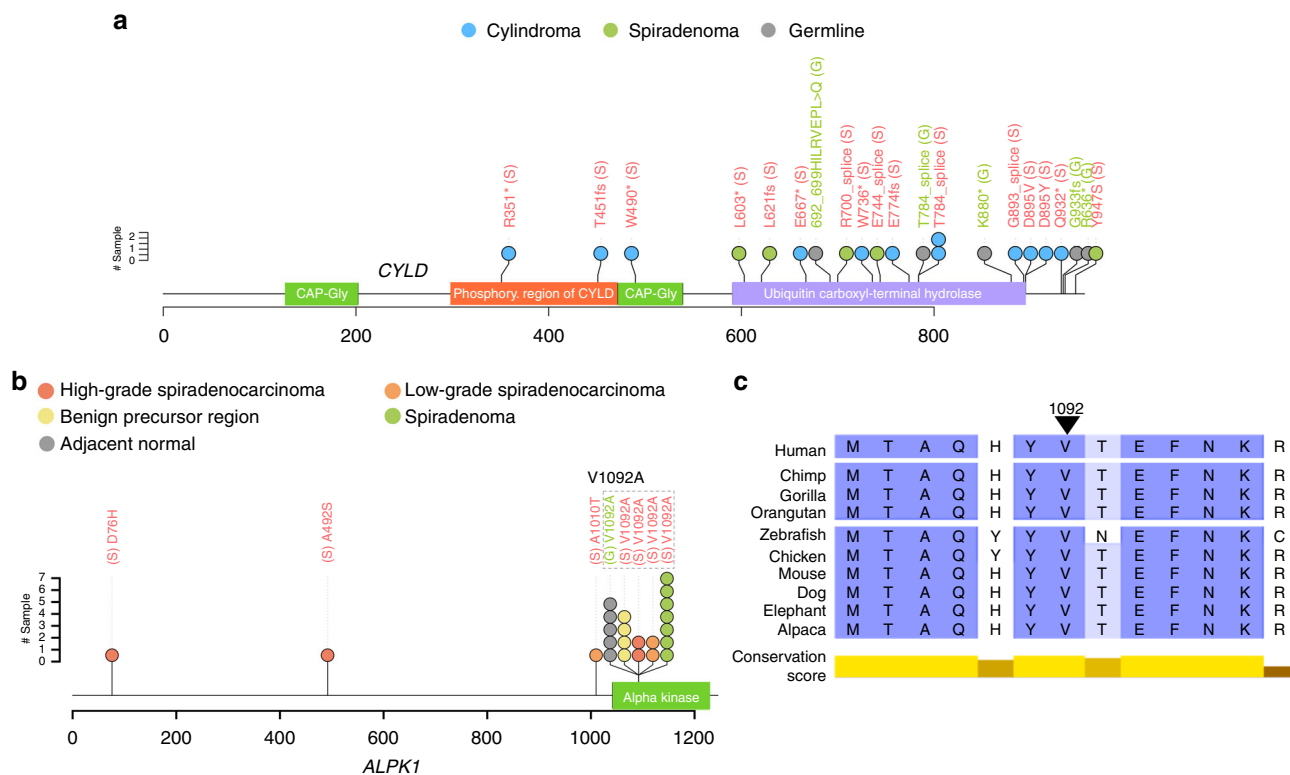 a
Cylindroma Spiradenoma Germline
R351* (S)
T451fs (S)
W490* (S)
L603* (S)
L621fs (S)
E667* (S)
692_699HILRVEPL>Q (G)
R700_splice (S)
W736* (S)
E744_splice (S)
E774fs (S)
T784_splice (G)
T784_splice (S)
K880* (G)
G893_splice (S)
D895V (S)
D895Y (S)
Q932* (S)
G933fs (G)
R636* (G)
Y947S (S)
# Sample
2
1
0
CYLD
CAP-Gly Phosphory. region of CYLD CAP-Gly Ubiquitin carboxyl-terminal hydrolase
0 200 400 600 800
b
High-grade spiradenocarcinoma Low-grade spiradenocarcinoma
Benign precursor region Spiradenoma
Adjacent normal
V1092A
(S) D76H
(S) A492S
(S) A1010T
(G) V1092A
(S) V1092A
(S) V1092A
(S) V1092A
(S) V1092A
# Sample
7
6
5
4
3
2
1
0
Alpha kinase
0 200 400 600 800 1000 1200
ALPK1
c
1092
Human M T A Q H Y V T E F N K R
Chimp M T A Q H Y V T E F N K R
Gorilla M T A Q H Y V T E F N K R
Orangutan M T A Q H Y V T E F N K R
Zebrafish M T A Q Y Y V N E F N K C
Chicken M T A Q Y Y V T E F N K R
Mouse M T A Q H Y V T E F N K R
Dog M T A Q H Y V T E F N K R
Elephant M T A Q H Y V T E F N K R
Alpaca M T A Q H Y V T E F N K R
Conservation
score